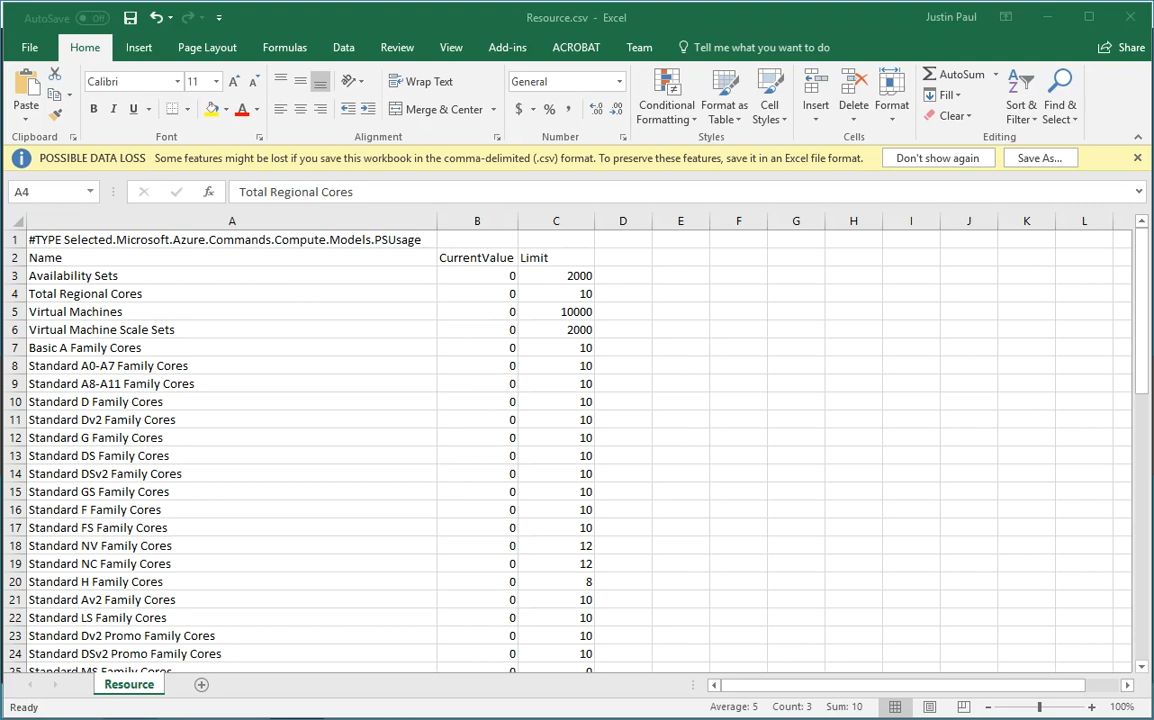 AutoSave Off Resource.csv - Excel Justin Paul
File Home Insert Page Layout Formulas Data Review View Add-ins ACROBAT Team Tell me what you want to do Share
Paste
Clipboard
Calibri 11
B I U
Font
Wrap Text
Merge & Center
Alignment
General
$ % ,
Number
Conditional Formatting
Format as Table
Cell Styles
Styles
Insert Delete Format
Cells
AutoSum
Fill
Clear
Sort & Filter
Find & Select
Editing
POSSIBLE DATA LOSS Some features might be lost if you save this workbook in the comma-delimited (.csv) format. To preserve these features, save it in an Excel file format. Don't show again Save As...
A4 fx Total Regional Cores
A B C D E F G H I J K L
1 #TYPE Selected.Microsoft.Azure.Commands.Compute.Models.PSUsage
2 Name CurrentValue Limit
3 Availability Sets 0 2000
4 Total Regional Cores 0 10
5 Virtual Machines 0 10000
6 Virtual Machine Scale Sets 0 2000
7 Basic A Family Cores 0 10
8 Standard A0-A7 Family Cores 0 10
9 Standard A8-A11 Family Cores 0 10
10 Standard D Family Cores 0 10
11 Standard Dv2 Family Cores 0 10
12 Standard G Family Cores 0 10
13 Standard DS Family Cores 0 10
14 Standard DSv2 Family Cores 0 10
15 Standard GS Family Cores 0 10
16 Standard F Family Cores 0 10
17 Standard FS Family Cores 0 10
18 Standard NV Family Cores 0 12
19 Standard NC Family Cores 0 12
20 Standard H Family Cores 0 8
21 Standard Av2 Family Cores 0 10
22 Standard LS Family Cores 0 10
23 Standard Dv2 Promo Family Cores 0 10
24 Standard DSv2 Promo Family Cores 0 10
25 Standard MS Family Cores 0 0
Resource
Ready Average: 5 Count: 3 Sum: 10 100%